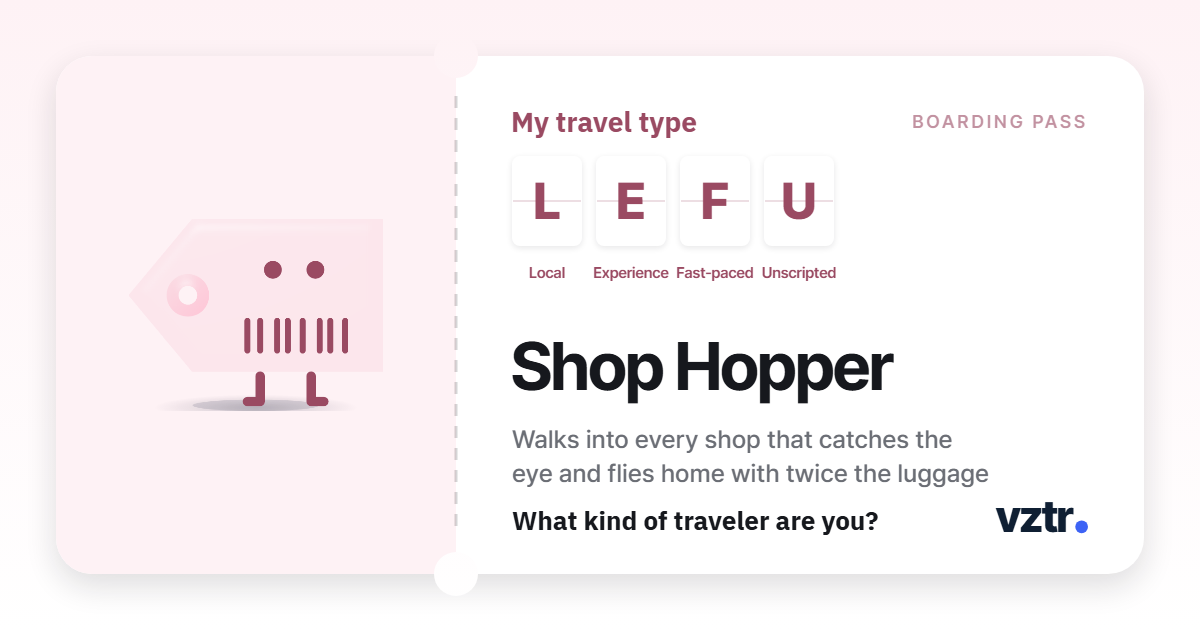 My travel type
BOARDING PASS
L E F U
Local Experience Fast-paced Unscripted
Shop Hopper
Walks into every shop that catches the
eye and flies home with twice the luggage
What kind of traveler are you?
vztr.